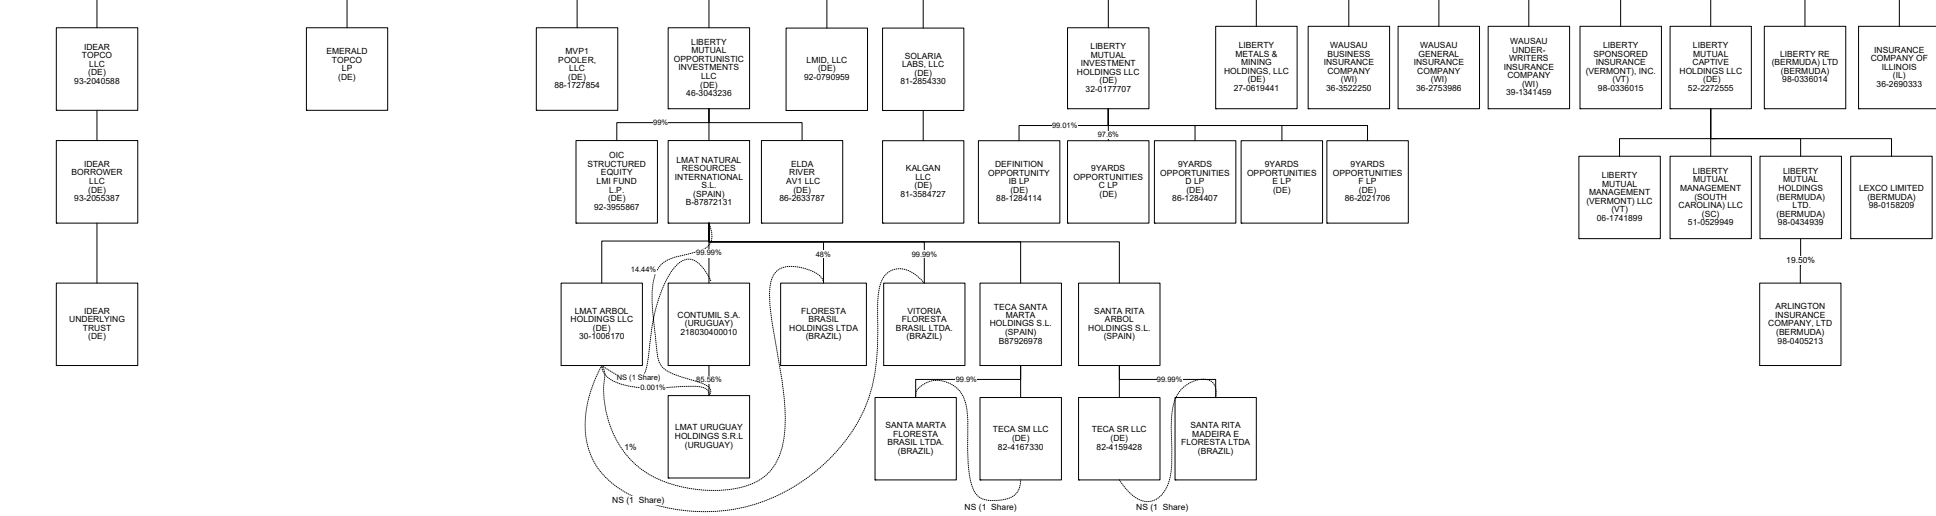 IDEAR
TOPCO
LLC
(DE)
93-2040588
EMERALD
TOPCO
LP
(DE)
MVP1
POOLER,
LLC
(DE)
88-1727854
LIBERTY
MUTUAL
OPPORTUNISTIC
INVESTMENTS
LLC
(DE)
46-3043236
LMID, LLC
(DE)
92-0790959
SOLARIA
LABS, LLC
(DE)
81-2854330
LIBERTY
MUTUAL
INVESTMENT
HOLDINGS LLC
(DE)
32-0177707
LIBERTY
METALS &
MINING
HOLDINGS, LLC
(DE)
27-0619441
WAUSAU
BUSINESS
INSURANCE
COMPANY
(WI)
36-3522250
WAUSAU
GENERAL
INSURANCE
COMPANY
(WI)
36-2753986
WAUSAU
UNDER-
WRITERS
INSURANCE
COMPANY
(WI)
39-1341459
LIBERTY
SPONSORED
INSURANCE
(VERMONT), INC.
(VT)
98-0336015
LIBERTY
MUTUAL
CAPTIVE
HOLDINGS LLC
(DE)
52-2272555
LIBERTY RE
(BERMUDA) LTD
(BERMUDA)
98-0336014
INSURANCE
COMPANY OF
ILLINOIS
(IL)
36-2690333
99%
99.01%
97.6%
IDEAR
BORROWER
LLC
(DE)
93-2055387
OIC
STRUCTURED
EQUITY
LMI FUND
L.P.
(DE)
92-3955867
LMAT NATURAL
RESOURCES
INTERNATIONAL
S.L.
(SPAIN)
B-87872131
ELDA
RIVER
AV1 LLC
(DE)
86-2633787
KALGAN
LLC
(DE)
81-3584727
DEFINITION
OPPORTUNITY
IB LP
(DE)
88-1284114
9YARDS
OPPORTUNITIES
C LP
(DE)
9YARDS
OPPORTUNITIES
D LP
(DE)
86-1284407
9YARDS
OPPORTUNITIES
E LP
(DE)
9YARDS
OPPORTUNITIES
F LP
(DE)
86-2021706
LIBERTY
MUTUAL
MANAGEMENT
(VERMONT) LLC
(VT)
06-1741899
LIBERTY
MUTUAL
MANAGEMENT
(SOUTH
CAROLINA) LLC
(SC)
51-0529949
LIBERTY
MUTUAL
HOLDINGS
(BERMUDA)
LTD.
(BERMUDA)
98-0434939
LEXCO LIMITED
(BERMUDA)
98-0158209
14.44%
99.99%
48%
99.99%
19.50%
IDEAR
UNDERLYING
TRUST
(DE)
LMAT ARBOL
HOLDINGS LLC
(DE)
30-1006170
CONTUMIL S.A.
(URUGUAY)
218030400010
FLORESTA
BRASIL
HOLDINGS LTDA
(BRAZIL)
VITORIA
FLORESTA
BRASIL LTDA.
(BRAZIL)
TECA SANTA
MARTA
HOLDINGS S.L.
(SPAIN)
B87926978
SANTA RITA
ARBOL
HOLDINGS S.L.
(SPAIN)
ARLINGTON
INSURANCE
COMPANY, LTD
(BERMUDA)
98-0405213
NS (1 Share)
0.001%
85.56%
99.9%
99.99%
LMAT URUGUAY
HOLDINGS S.R.L
(URUGUAY)
SANTA MARTA
FLORESTA
BRASIL LTDA.
(BRAZIL)
TECA SM LLC
(DE)
82-4167330
TECA SR LLC
(DE)
82-4159428
SANTA RITA
MADEIRA E
FLORESTA LTDA
(BRAZIL)
1%
NS (1 Share)
NS (1 Share)
NS (1 Share)